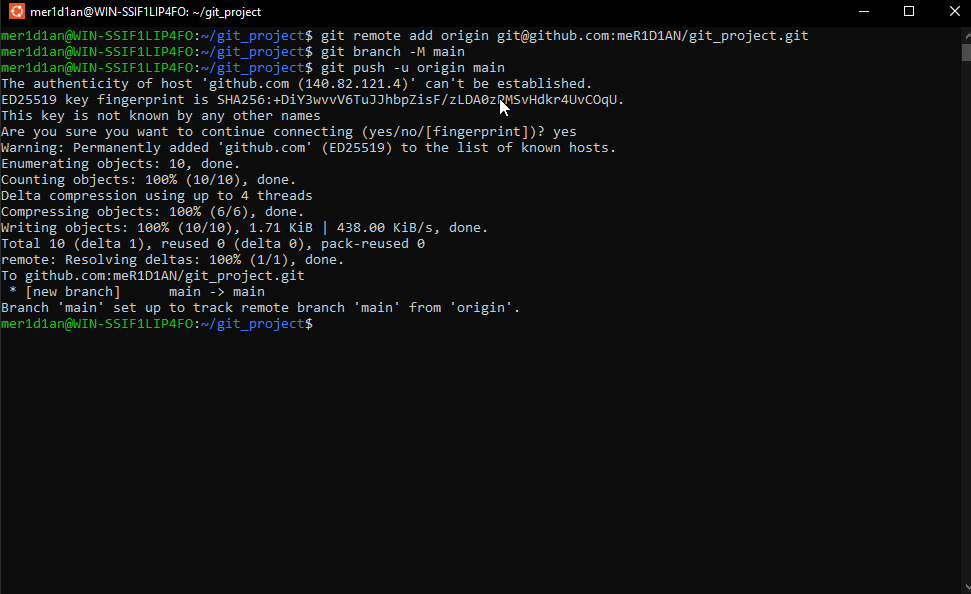 mer1d1an@WIN-SSIF1LIP4FO: ~/git_project
mer1d1an@WIN-SSIF1LIP4FO:~/git_project$ git remote add origin git@github.com:meR1D1AN/git_project.git
mer1d1an@WIN-SSIF1LIP4FO:~/git_project$ git branch -M main
mer1d1an@WIN-SSIF1LIP4FO:~/git_project$ git push -u origin main
The authenticity of host 'github.com (140.82.121.4)' can't be established.
ED25519 key fingerprint is SHA256:+DiY3wvvV6TuJJhbpZisF/zLDA0zPMSvHdkr4UvCOqU.
This key is not known by any other names
Are you sure you want to continue connecting (yes/no/[fingerprint])? yes
Warning: Permanently added 'github.com' (ED25519) to the list of known hosts.
Enumerating objects: 10, done.
Counting objects: 100% (10/10), done.
Delta compression using up to 4 threads
Compressing objects: 100% (6/6), done.
Writing objects: 100% (10/10), 1.71 KiB | 438.00 KiB/s, done.
Total 10 (delta 1), reused 0 (delta 0), pack-reused 0
remote: Resolving deltas: 100% (1/1), done.
To github.com:meR1D1AN/git_project.git
 * [new branch]      main -> main
Branch 'main' set up to track remote branch 'main' from 'origin'.
mer1d1an@WIN-SSIF1LIP4FO:~/git_project$